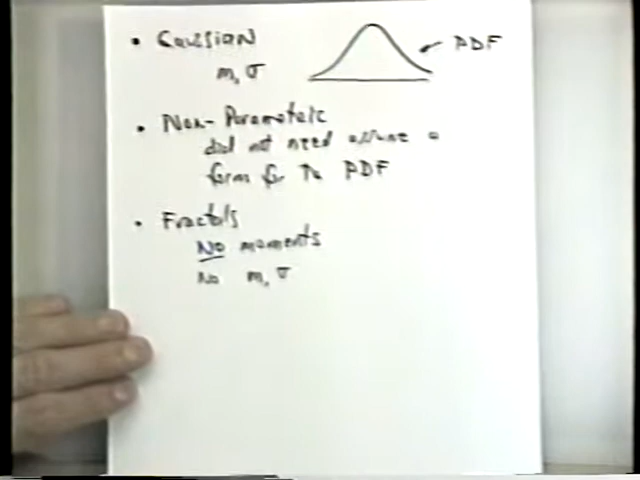 • Gaussian
m, σ
PDF
• Non-Parametric
did not need assume a
form for the PDF
• Fractals
No moments
No m, σ